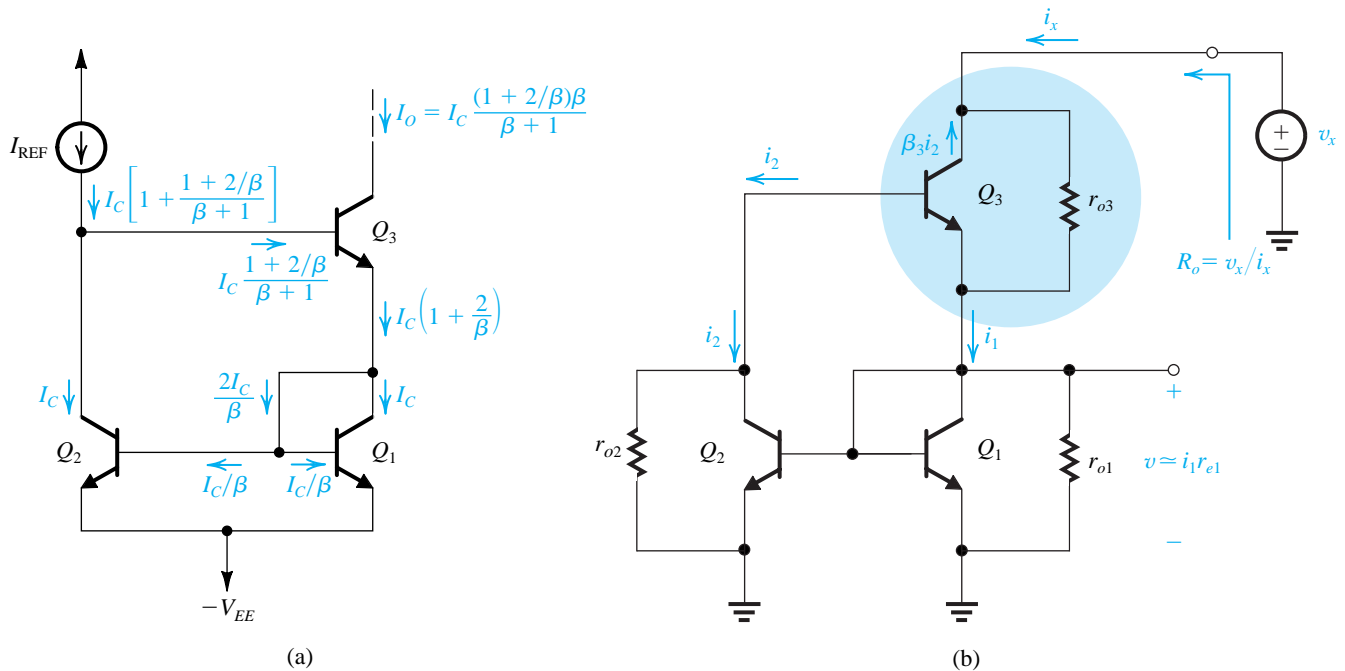 I_REF
I_O = I_C (1 + 2/β)β / β + 1
I_C [1 + 1 + 2/β / β + 1]
Q_3
I_C 1 + 2/β / β + 1
I_C (1 + 2/β)
I_C
2I_C / β
I_C
Q_2
Q_1
I_C/β
I_C/β
−V_EE
(a)
i_x
β_3i_2
i_2
Q_3
r_o3
+
−
v_x
R_o = v_x/i_x
i_2
i_1
+
r_o2
Q_2
Q_1
r_o1
v ≃ i_1r_e1
−
(b)